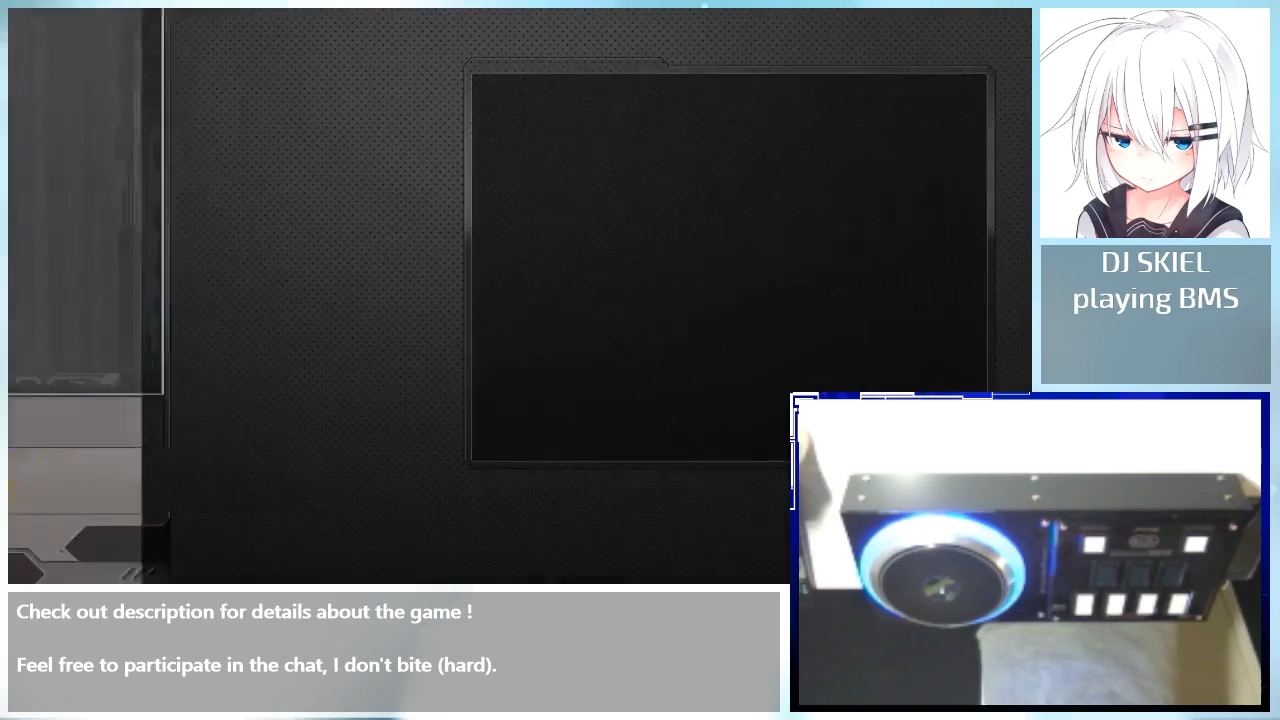 DJ SKIEL
playing BMS
Check out description for details about the game !
Feel free to participate in the chat, I don't bite (hard).